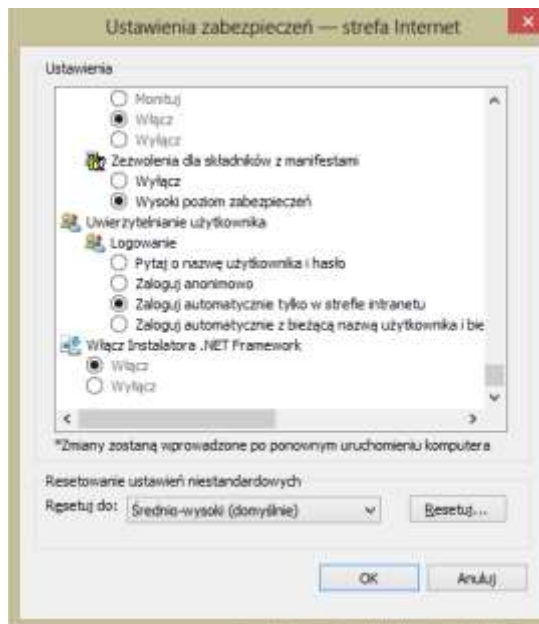 Ustawienia zabezpieczeń — strefa Internet
Ustawienia
Monituj
Włącz
Wyłącz
Zezwolenia dla składników z manifestami
Wyłącz
Wysoki poziom zabezpieczeń
Uwierzytelnianie użytkownika
Logowanie
Pytaj o nazwę użytkownika i hasło
Zaloguj anonimowo
Zaloguj automatycznie tylko w strefie intranetu
Zaloguj automatycznie z bieżącą nazwą użytkownika i bie
Włącz Instalatora .NET Framework
Włącz
Wyłącz
*Zmiany zostaną wprowadzone po ponownym uruchomieniu komputera
Resetowanie ustawień niestandardowych
Resetuj do: Średnio-wysoki (domyślnie) Resetuj...
OK Anuluj